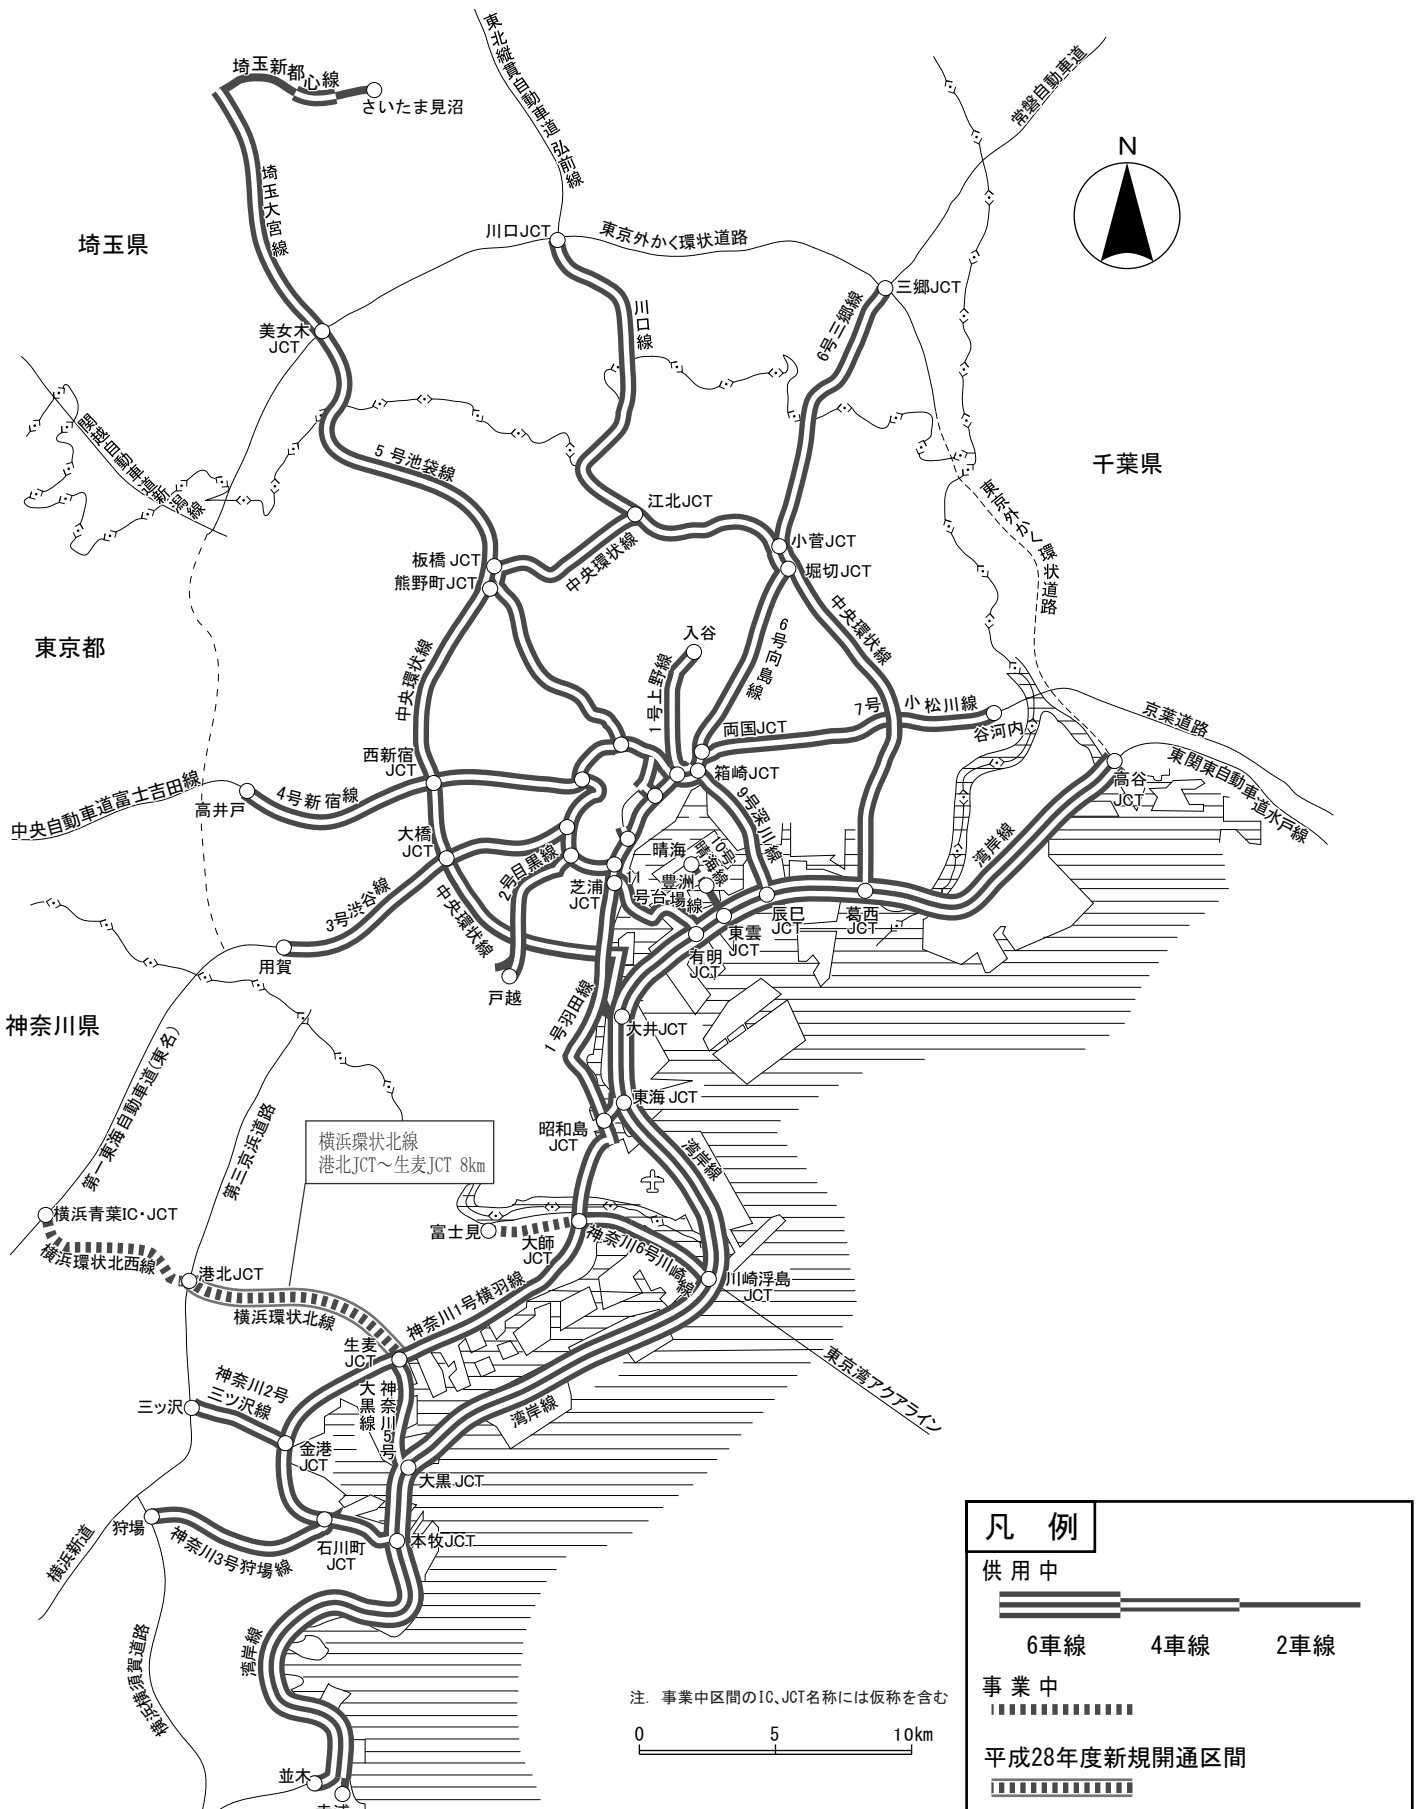 東北縦貫自動車道 弘前線
常磐自動車道
埼玉新都心線
さいたま見沼
N
埼玉大宮線
埼玉県
川口JCT
東京外かく環状道路
三郷JCT
川口線
6号三郷線
美女木
JCT
関越自動車道新潟線
5号池袋線
千葉県
江北JCT
東京外かく環状道路
小菅JCT
板橋JCT
熊野町JCT
堀切JCT
中央環状線
中央環状線
東京都
入谷
6号向島線
中央環状線
1号上野線
7号小松川線
京葉道路
両国JCT
谷河内
東関東自動車道水戸線
西新宿
JCT
箱崎JCT
高谷
JCT
4号新宿線
高井戸
中央自動車道富士吉田線
9号深川線
大橋
JCT
2号目黒線
晴海
10号
晴海線
湾岸線
豊洲
芝浦
JCT
11号台場線
3号渋谷線
中央環状線
辰巳
JCT
葛西
JCT
東雲
JCT
有明
JCT
用賀
戸越
神奈川県
1号羽田線
大井JCT
第一東海自動車道(東名)
第三京浜道路
東海JCT
昭和島
JCT
横浜環状北線
港北JCT~生麦JCT 8km
湾岸線
横浜青葉IC・JCT
富士見
大師
JCT
神奈川6号川崎線
横浜環状北西線
港北JCT
川崎浮島
JCT
横浜環状北線
神奈川1号横羽線
生麦
JCT
東京湾アクアライン
神奈川2号
三ツ沢線
神奈川5号
大黒線
三ッ沢
湾岸線
金港
JCT
大黒JCT
狩場
神奈川3号狩場線
石川町
JCT
本牧JCT
横浜新道
横浜横須賀道路
湾岸線
並木
凡 例
供用中
6車線 4車線 2車線
事業中
平成28年度新規開通区間
注. 事業中区間のIC、JCT名称には仮称を含む
0 5 10km